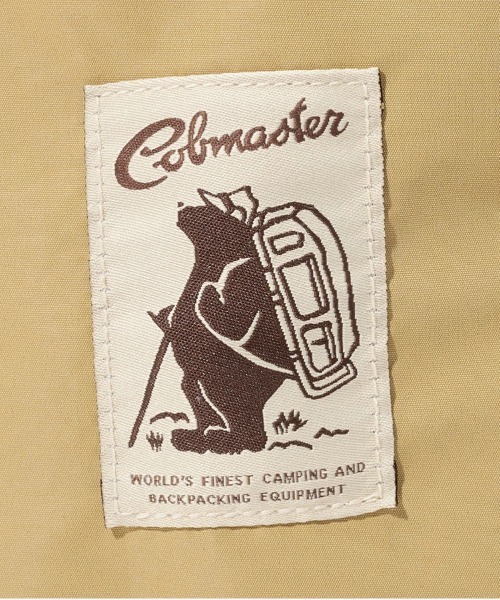 Cobmaster
WORLD'S FINEST CAMPING AND
BACKPACKING EQUIPMENT